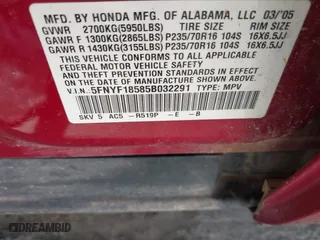 MFD. BY HONDA MFG. OF ALABAMA, LLC 03/'05
GVWR 2700KG(5950LBS) TIRE SIZE RIM SIZE
GAWR F 1300KG(2865LBS) P235/70R16 104S 16X6.5JJ
GAWR R 1430KG(3155LBS) P235/70R16 104S 16X6.5JJ
THIS VEHICLE CONFORMS TO ALL APPLICABLE
FEDERAL MOTOR VEHICLE SAFETY AND
THEFT PREVENTION STANDARDS IN EFFECT ON
THE DATE OF MANUFACTURE SHOWN ABOVE.
V.I.N.: 5FNYF18585B032291 TYPE: MPV
SKV 5 AC5 - R519P - E - B